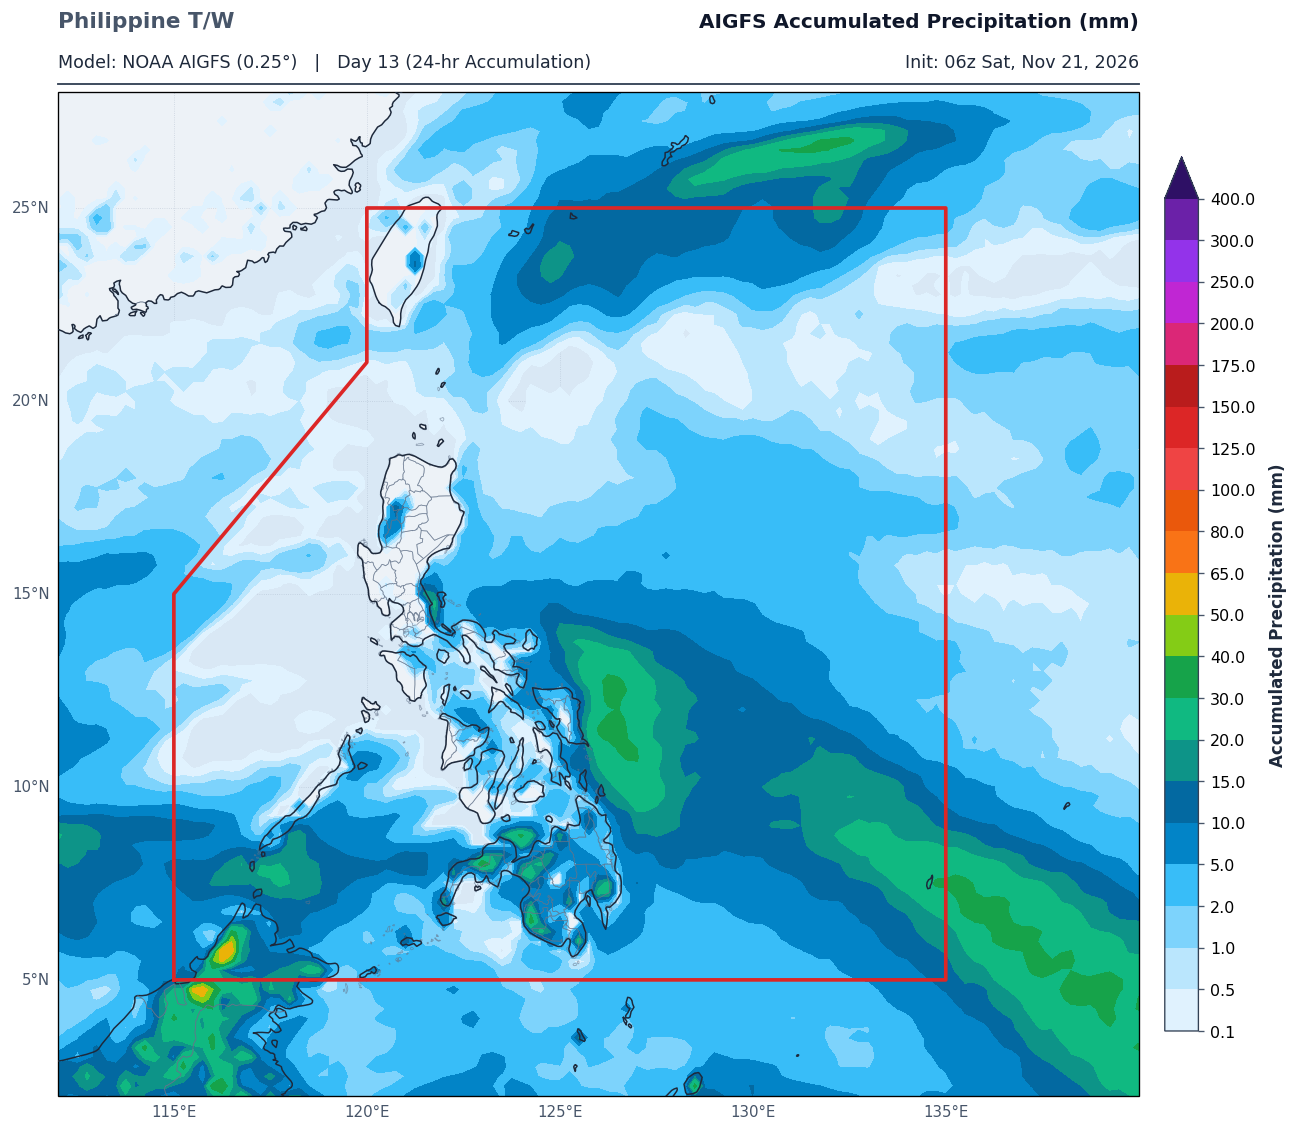 Philippine T/W
AIGFS Accumulated Precipitation (mm)
Model: NOAA AIGFS (0.25°) | Day 13 (24-hr Accumulation)
Init: 06z Sat, Nov 21, 2026
25°N
20°N
15°N
10°N
5°N
115°E
120°E
125°E
130°E
135°E
400.0
300.0
250.0
200.0
175.0
150.0
125.0
100.0
80.0
65.0
50.0
40.0
30.0
20.0
15.0
10.0
5.0
2.0
1.0
0.5
0.1
Accumulated Precipitation (mm)